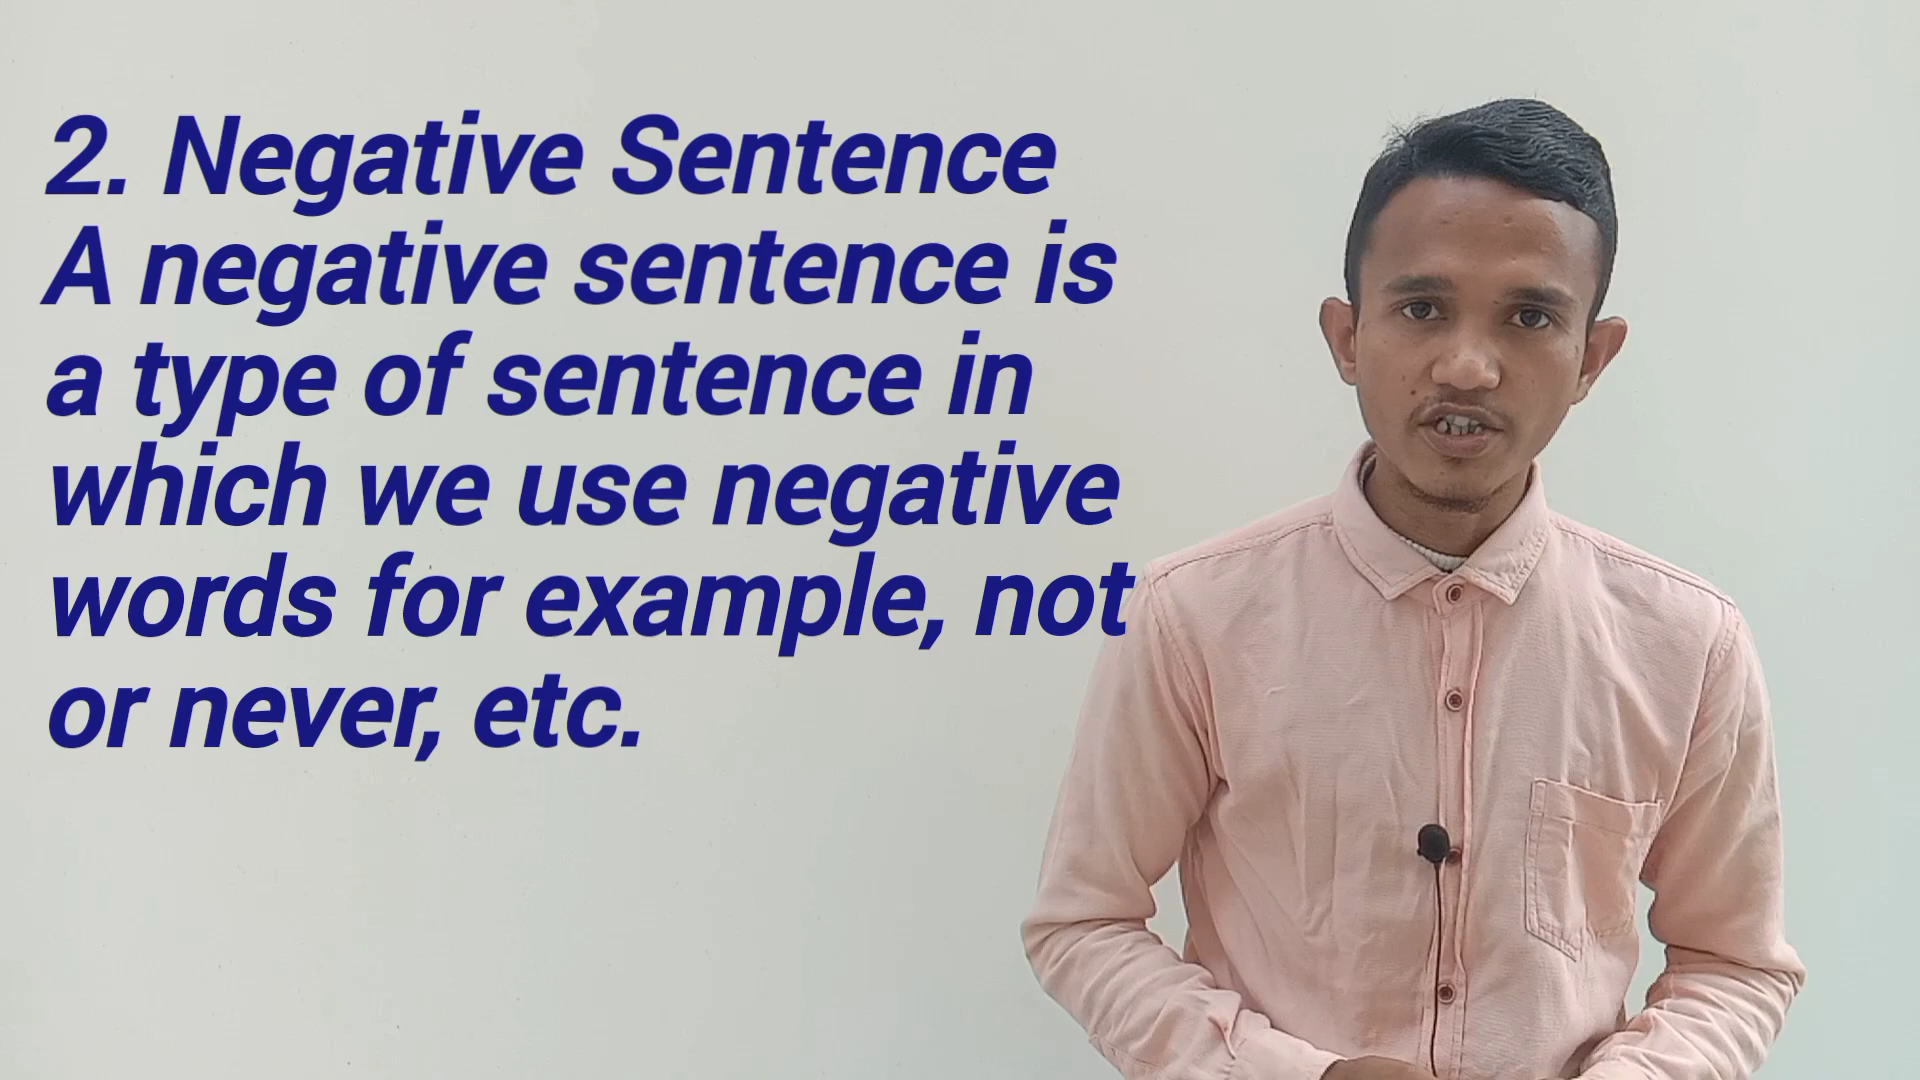 2. Negative Sentence
A negative sentence is
a type of sentence in
which we use negative
words for example, not
or never, etc.